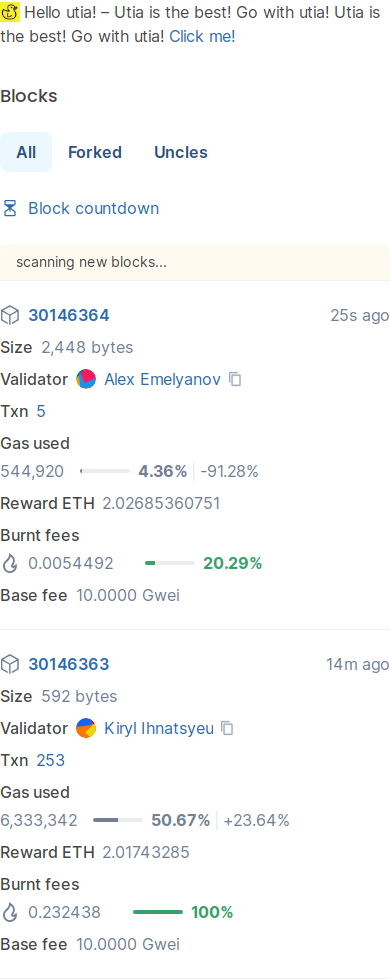 Hello utia! – Utia is the best! Go with utia! Utia is
the best! Go with utia! Click me!
Blocks
All Forked Uncles
Block countdown
scanning new blocks...
30146364 25s ago
Size 2,448 bytes
Validator Alex Emelyanov
Txn 5
Gas used
544,920 4.36% -91.28%
Reward ETH 2.02685360751
Burnt fees
0.0054492 20.29%
Base fee 10.0000 Gwei
30146363 14m ago
Size 592 bytes
Validator Kiryl Ihnatsyeu
Txn 253
Gas used
6,333,342 50.67% +23.64%
Reward ETH 2.01743285
Burnt fees
0.232438 100%
Base fee 10.0000 Gwei